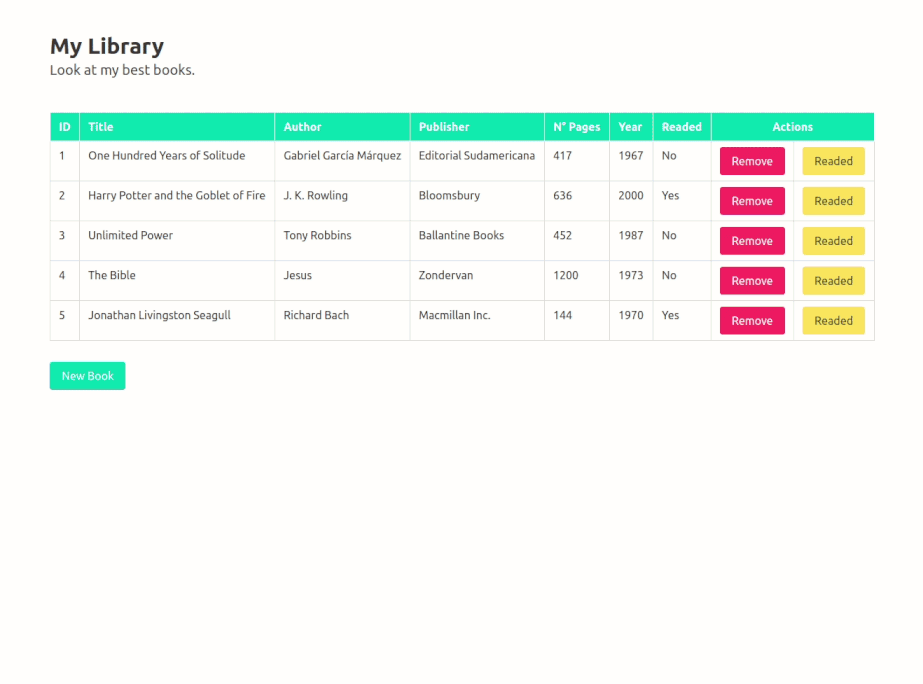 My Library
Look at my best books.
ID Title Author Publisher N° Pages Year Readed Actions
1 One Hundred Years of Solitude Gabriel García Márquez Editorial Sudamericana 417 1967 No Remove Readed
2 Harry Potter and the Goblet of Fire J. K. Rowling Bloomsbury 636 2000 Yes Remove Readed
3 Unlimited Power Tony Robbins Ballantine Books 452 1987 No Remove Readed
4 The Bible Jesus Zondervan 1200 1973 No Remove Readed
5 Jonathan Livingston Seagull Richard Bach Macmillan Inc. 144 1970 Yes Remove Readed
New Book